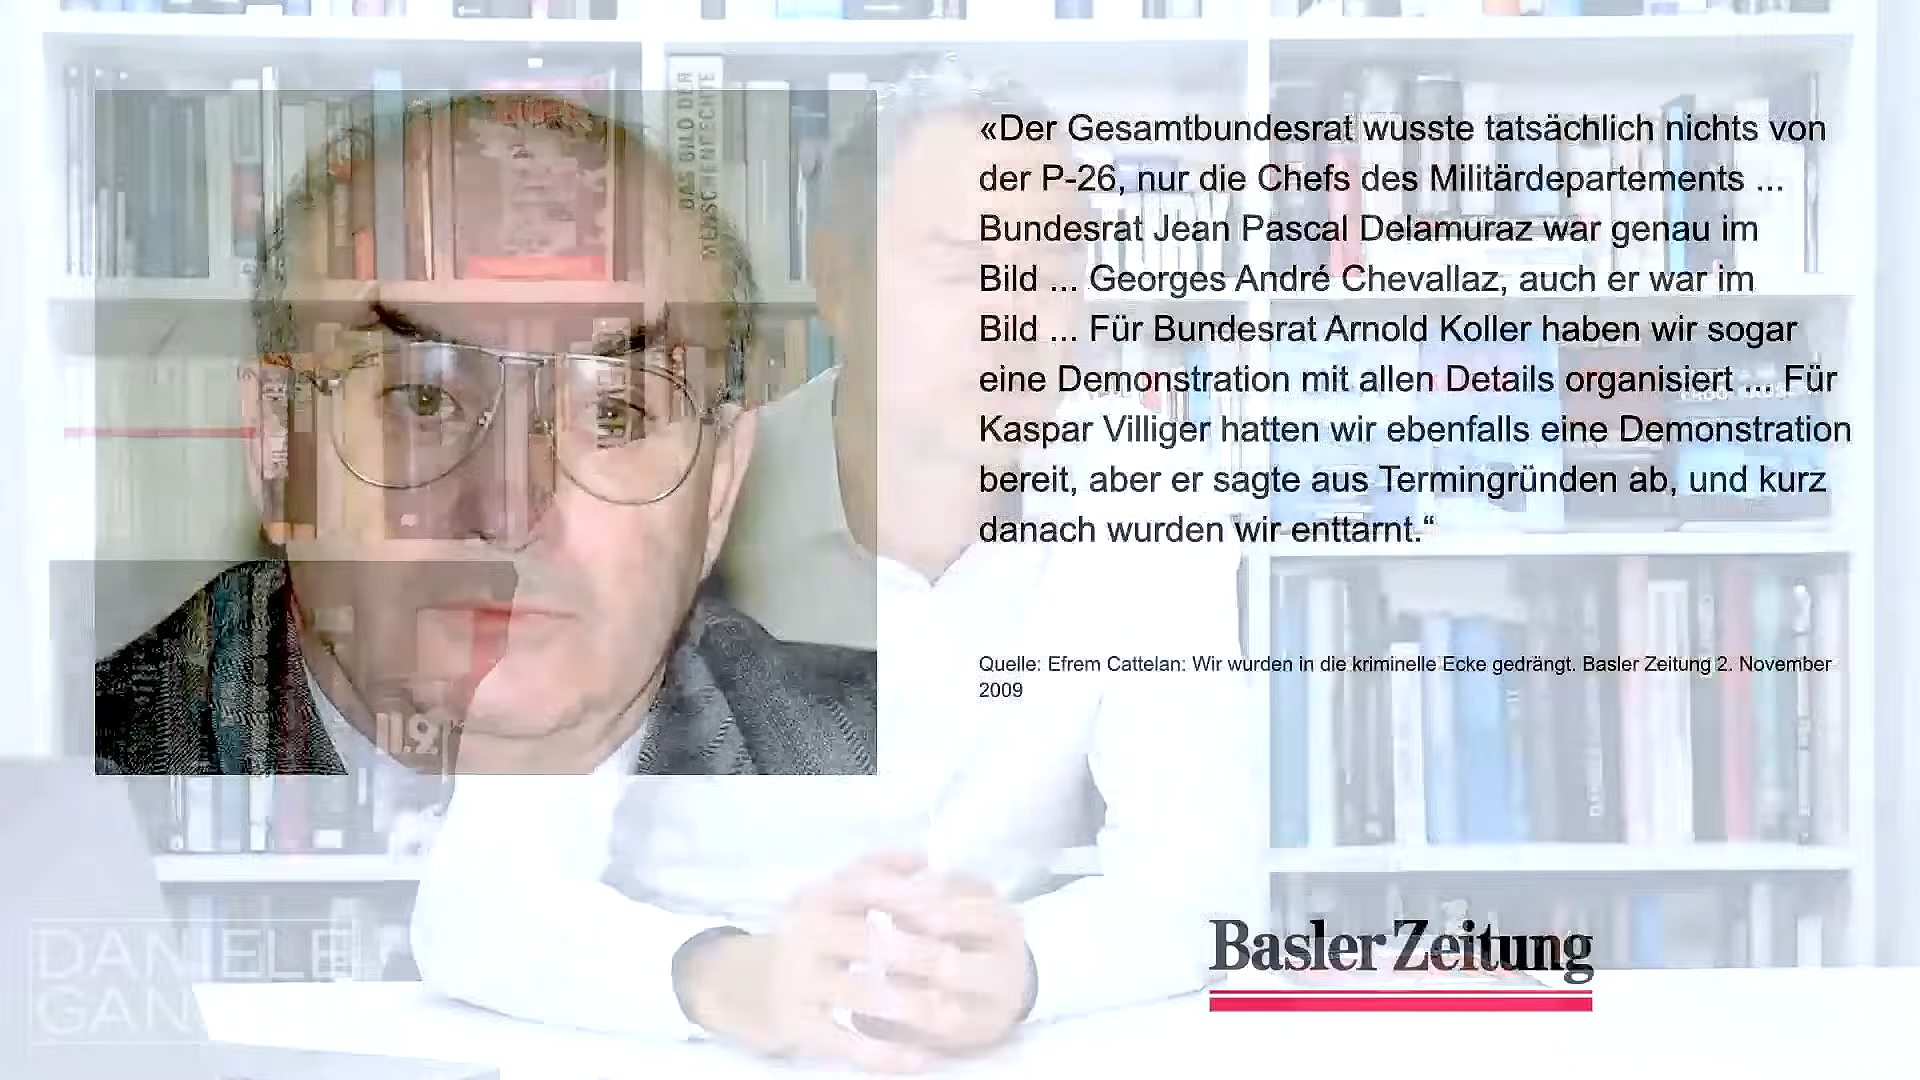 DAS BILD DER
MENSCHENRECHTE
«Der Gesamtbundesrat wusste tatsächlich nichts von
der P-26, nur die Chefs des Militärdepartements ...
Bundesrat Jean Pascal Delamuraz war genau im
Bild ... Georges André Chevallaz, auch er war im
Bild ... Für Bundesrat Arnold Koller haben wir sogar
eine Demonstration mit allen Details organisiert ... Für
Kaspar Villiger hatten wir ebenfalls eine Demonstration
bereit, aber er sagte aus Termingründen ab, und kurz
danach wurden wir enttarnt.“
Quelle: Efrem Cattelan: Wir wurden in die kriminelle Ecke gedrängt. Basler Zeitung 2. November
2009
11.9.
DANIELE
Basler Zeitung